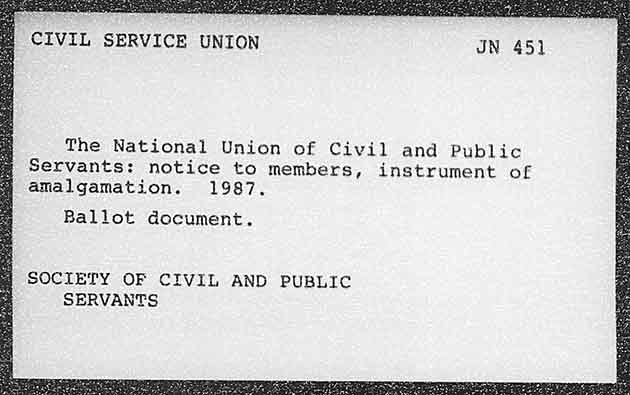 CIVIL SERVICE UNION JN 451
The National Union of Civil and Public
Servants: notice to members, instrument of
amalgamation. 1987.
Ballot document.
SOCIETY OF CIVIL AND PUBLIC
SERVANTS